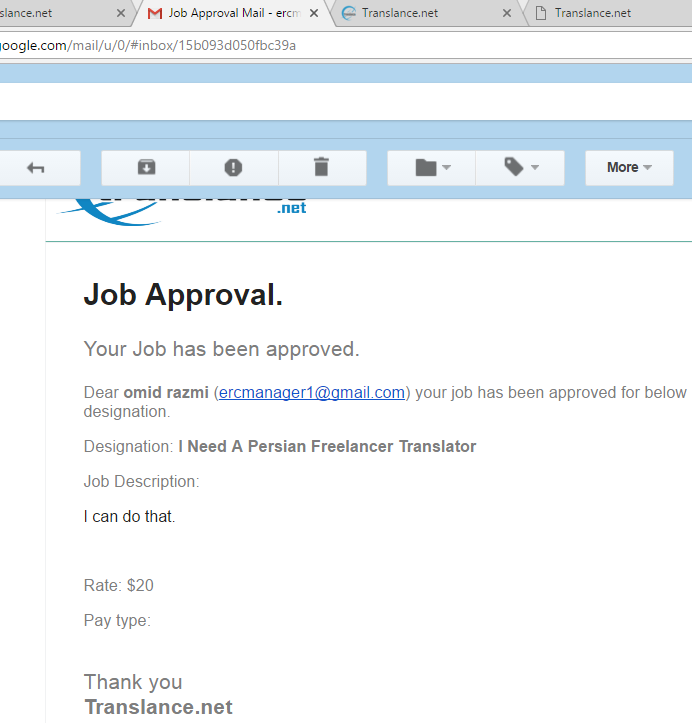 slance.net
Job Approval Mail - ercm
Translance.net
Translance.net
google.com/mail/u/0/#inbox/15b093d050fbc39a
More
.net
Job Approval.
Your Job has been approved.
Dear omid razmi (ercmanager1@gmail.com) your job has been approved for below
designation.
Designation: I Need A Persian Freelancer Translator
Job Description:
I can do that.
Rate: $20
Pay type:
Thank you
Translance.net